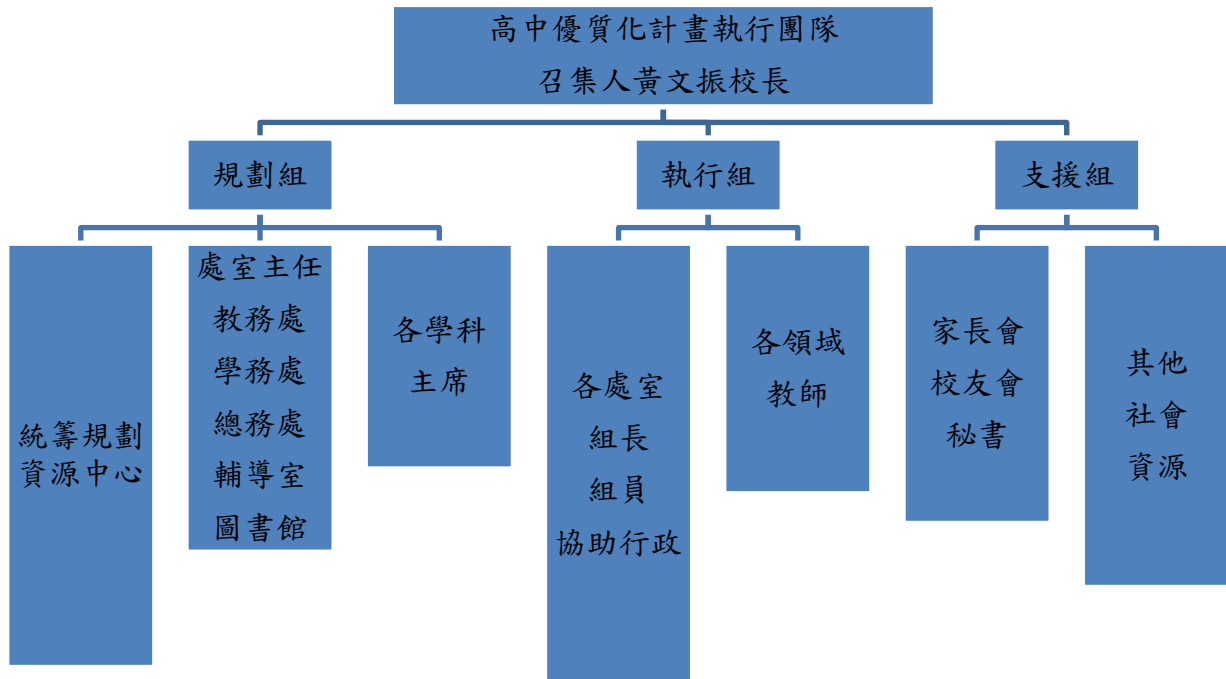 高中優質化計畫執行團隊
召集人黃文振校長
規劃組
執行組
支援組
統籌規劃
資源中心
處室主任
教務處
學務處
總務處
輔導室
圖書館
各學科
主席
各處室
組長
組員
協助行政
各領域
教師
家長會
校友會
秘書
其他
社會
資源